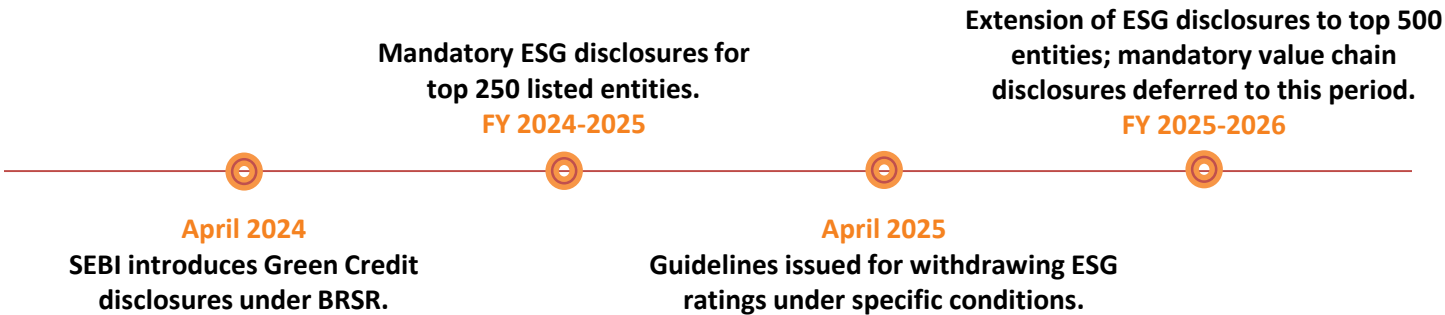 Mandatory ESG disclosures for
top 250 listed entities.
FY 2024-2025
Extension of ESG disclosures to top 500
entities; mandatory value chain
disclosures deferred to this period.
FY 2025-2026
April 2024
SEBI introduces Green Credit
disclosures under BRSR.
April 2025
Guidelines issued for withdrawing ESG
ratings under specific conditions.